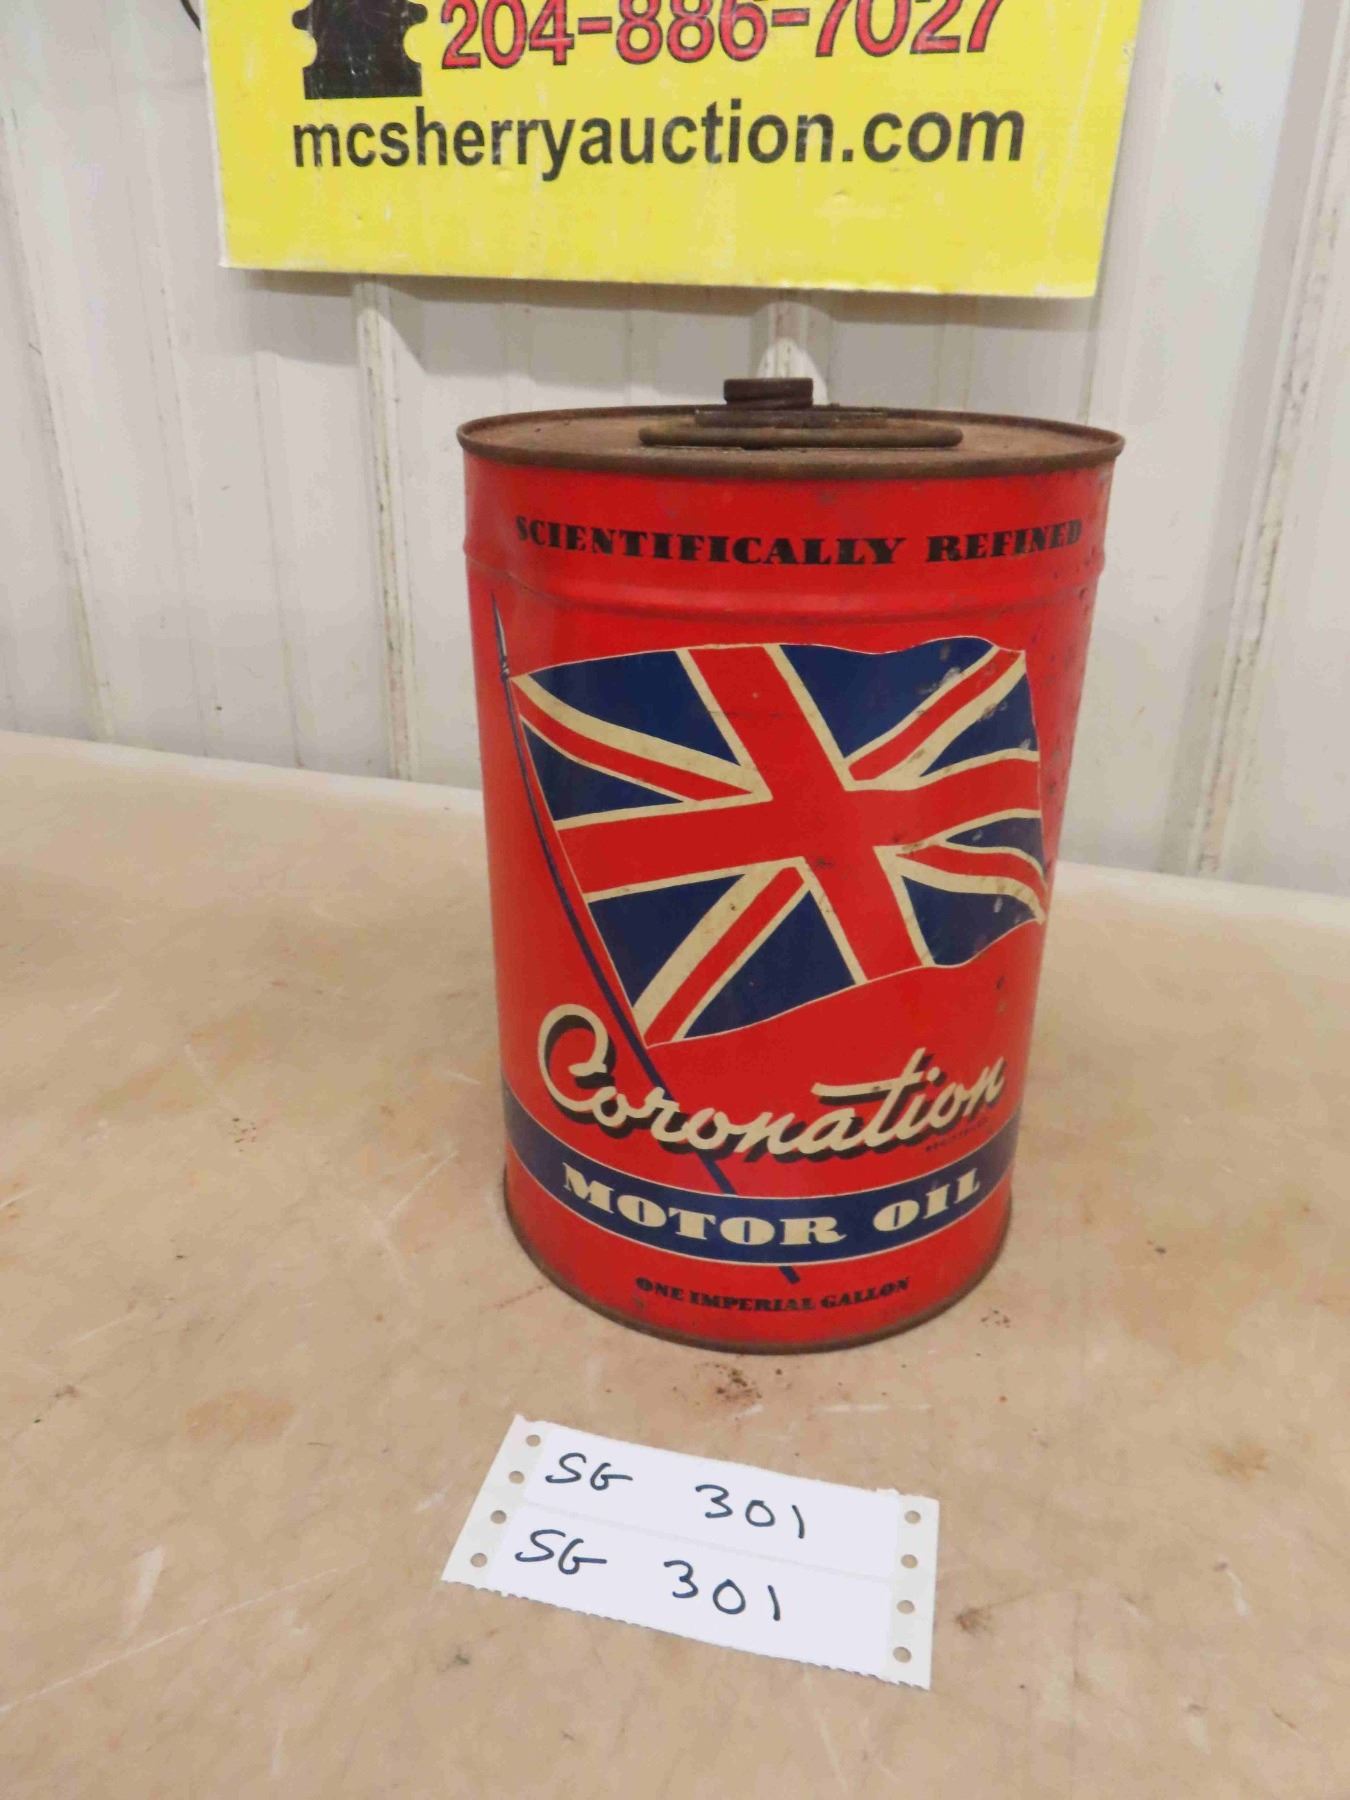 204-886-7027
mcsherryauction.com
SCIENTIFICALLY REFINED
Coronation
MOTOR OIL
ONE IMPERIAL GALLON
SG 301
SG 301